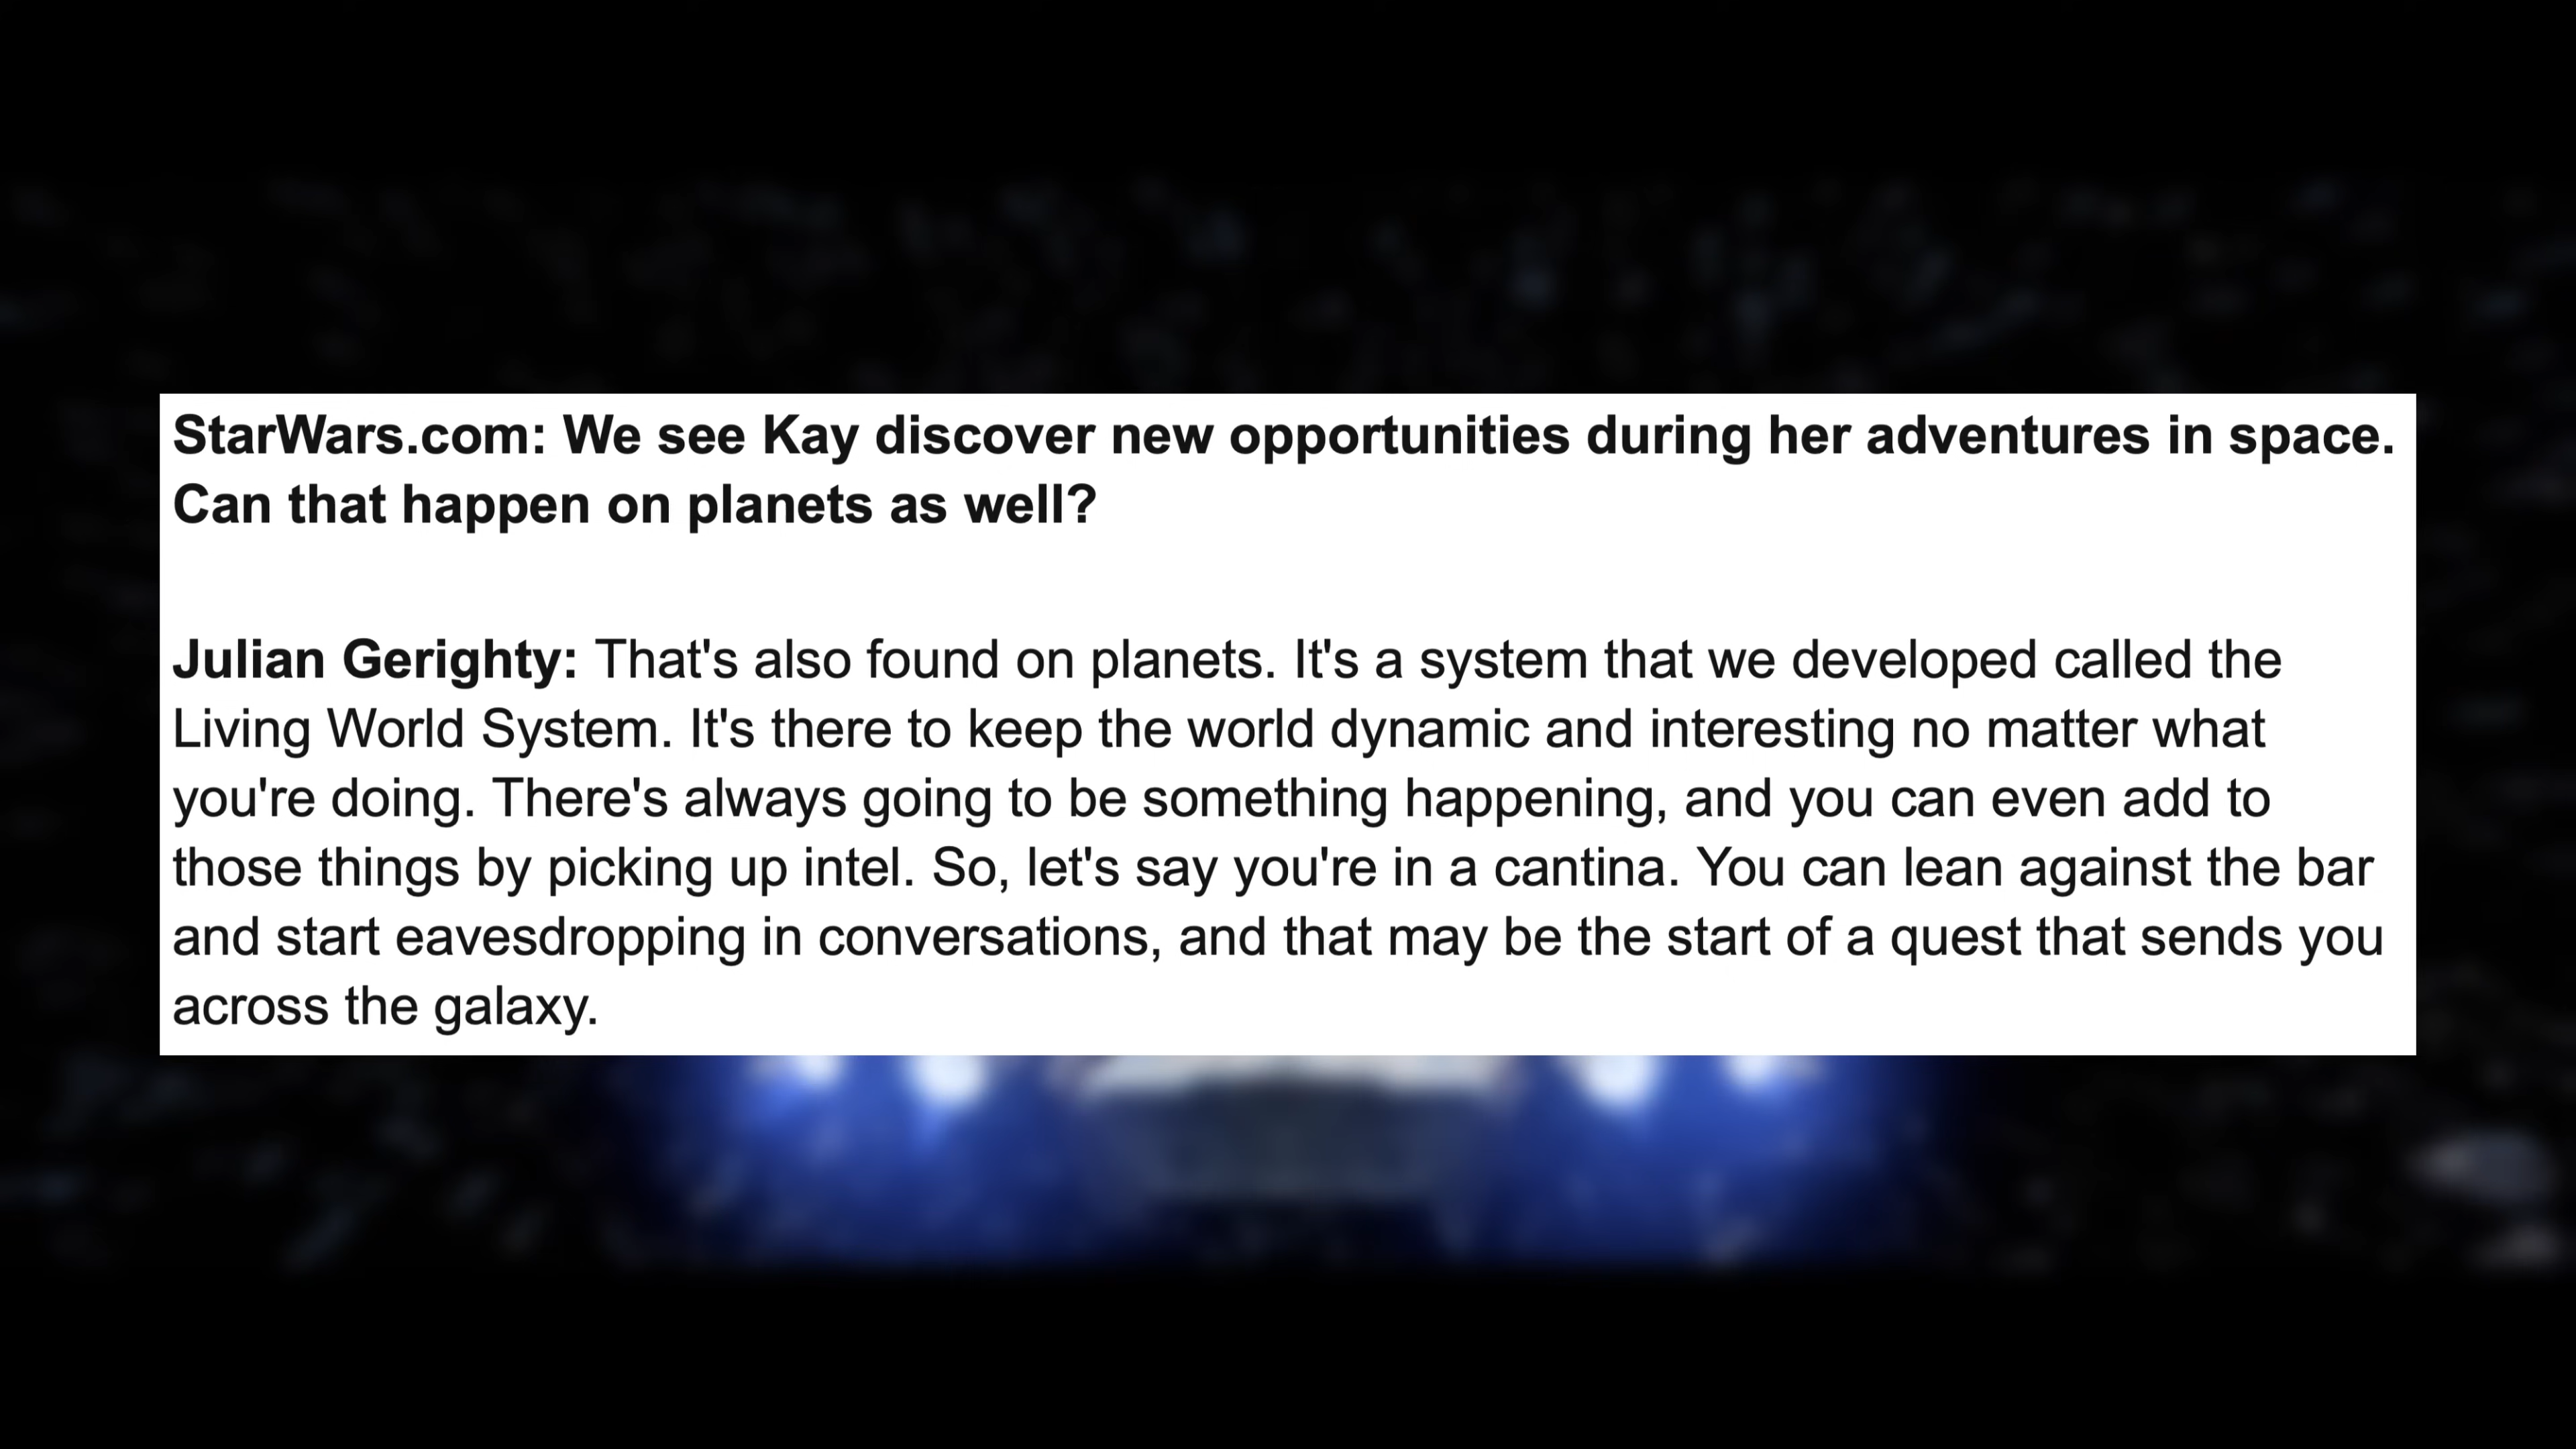 StarWars.com: We see Kay discover new opportunities during her adventures in space.
Can that happen on planets as well?
Julian Gerighty: That's also found on planets. It's a system that we developed called the
Living World System. It's there to keep the world dynamic and interesting no matter what
you're doing. There's always going to be something happening, and you can even add to
those things by picking up intel. So, let's say you're in a cantina. You can lean against the bar
and start eavesdropping in conversations, and that may be the start of a quest that sends you
across the galaxy.